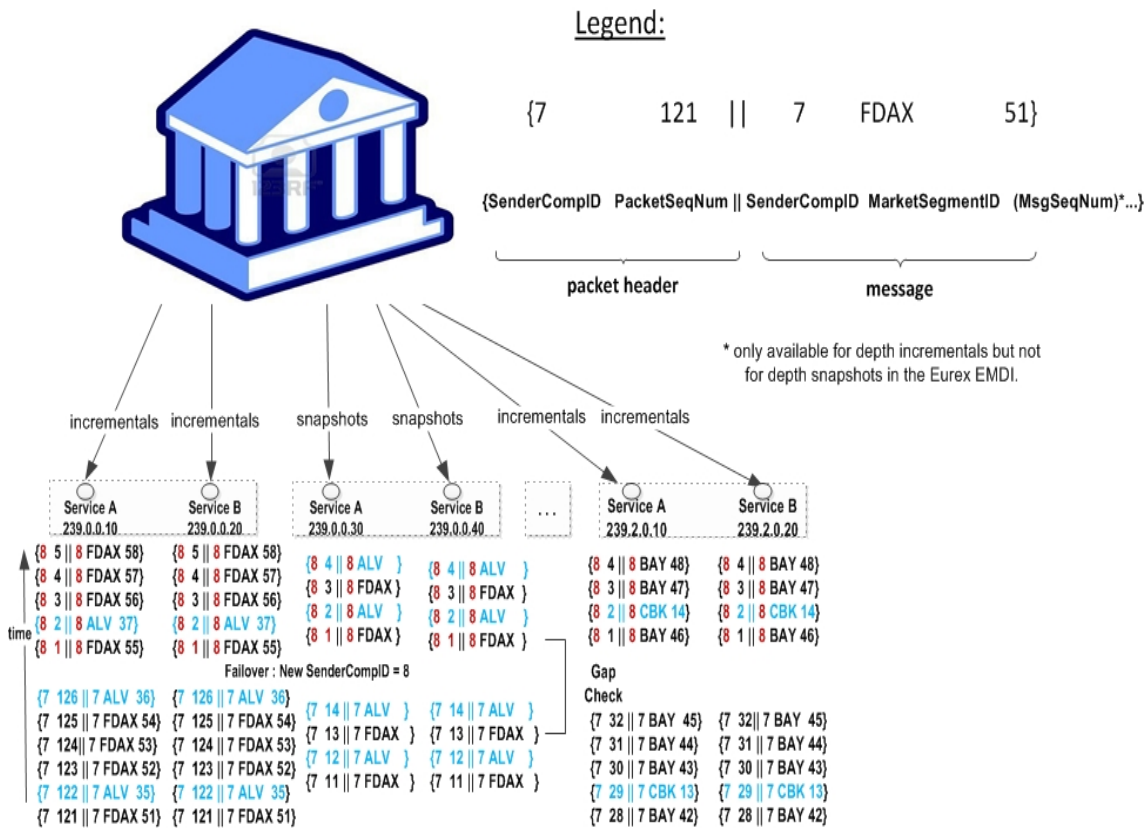 Legend:
{7 121 || 7 FDAX 51}
{SenderCompID PacketSeqNum || SenderCompID MarketSegmentID (MsgSeqNum)*...}
packet header message
* only available for depth incrementals but not
for depth snapshots in the Eurex EMDI.
incrementals incrementals snapshots snapshots incrementals incrementals
Service A Service B Service A Service B ... Service A Service B
239.0.0.10 239.0.0.20 239.0.0.30 239.0.0.40 239.2.0.10 239.2.0.20
{8 5 || 8 FDAX 58} {8 5 || 8 FDAX 58} {8 4 || 8 ALV } {8 4 || 8 ALV } {8 4 || 8 BAY 48} {8 4 || 8 BAY 48}
{8 4 || 8 FDAX 57} {8 4 || 8 FDAX 57} {8 3 || 8 FDAX } {8 3 || 8 FDAX } {8 3 || 8 BAY 47} {8 3 || 8 BAY 47}
{8 3 || 8 FDAX 56} {8 3 || 8 FDAX 56} {8 2 || 8 ALV } {8 2 || 8 ALV } {8 2 || 8 CBK 14} {8 2 || 8 CBK 14}
time {8 2 || 8 ALV 37} {8 2 || 8 ALV 37} {8 1 || 8 FDAX } {8 1 || 8 FDAX } {8 1 || 8 BAY 46} {8 1 || 8 BAY 46}
{8 1 || 8 FDAX 55} {8 1 || 8 FDAX 55}
Failover : New SenderCompID = 8 Gap
Check
{7 126 || 7 ALV 36} {7 126 || 7 ALV 36} {7 14 || 7 ALV } {7 14 || 7 ALV } {7 32 || 7 BAY 45} {7 32|| 7 BAY 45}
{7 125 || 7 FDAX 54} {7 125 || 7 FDAX 54} {7 13 || 7 FDAX } {7 13 || 7 FDAX } {7 31 || 7 BAY 44} {7 31 || 7 BAY 44}
{7 124|| 7 FDAX 53} {7 124 || 7 FDAX 53} {7 12 || 7 ALV } {7 12 || 7 ALV } {7 30 || 7 BAY 43} {7 30 || 7 BAY 43}
{7 123 || 7 FDAX 52} {7 123 || 7 FDAX 52} {7 11 || 7 FDAX } {7 11 || 7 FDAX } {7 29 || 7 CBK 13} {7 29 || 7 CBK 13}
{7 122 || 7 ALV 35} {7 122 || 7 ALV 35} {7 28 || 7 BAY 42} {7 28 || 7 BAY 42}
{7 121 || 7 FDAX 51} {7 121 || 7 FDAX 51}